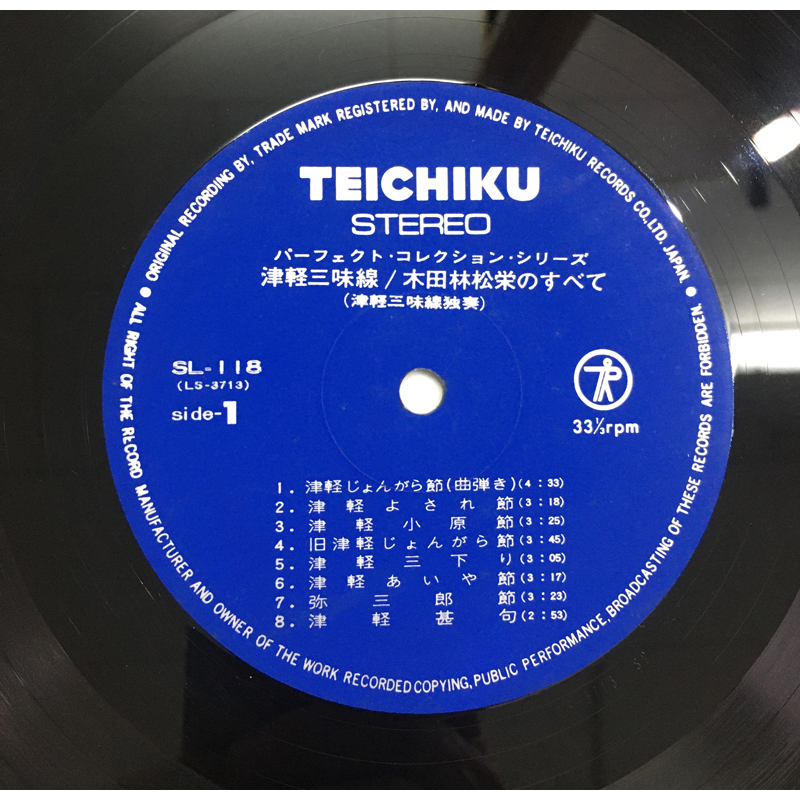 ORIGINAL RECORDING BY, TRADE MARK REGISTERED BY, AND MADE BY TEICHIKU RECORDS CO., LTD. JAPAN.
TEICHIKU
STEREO
パーフェクト・コレクション・シリーズ
津軽三味線/木田林松栄のすべて
(津軽三味線独奏)
SL-118
(LS-3713)
side-1
33⅓rpm
1. 津軽じょんがら節(曲弾き)(4:33)
2. 津軽よされ節(3:18)
3. 津軽小原節(3:25)
4. 旧津軽じょんがら節(3:45)
5. 津軽三下り(3:05)
6. 津軽あいや節(3:17)
7. 弥三郎節(3:23)
8. 津軽甚句(2:53)
ALL RIGHT OF THE RECORD MANUFACTURER AND OWNER OF THE WORK RECORDED COPYING, PUBLIC PERFORMANCE, BROADCASTING OF THESE RECORDS ARE FORBIDDEN.